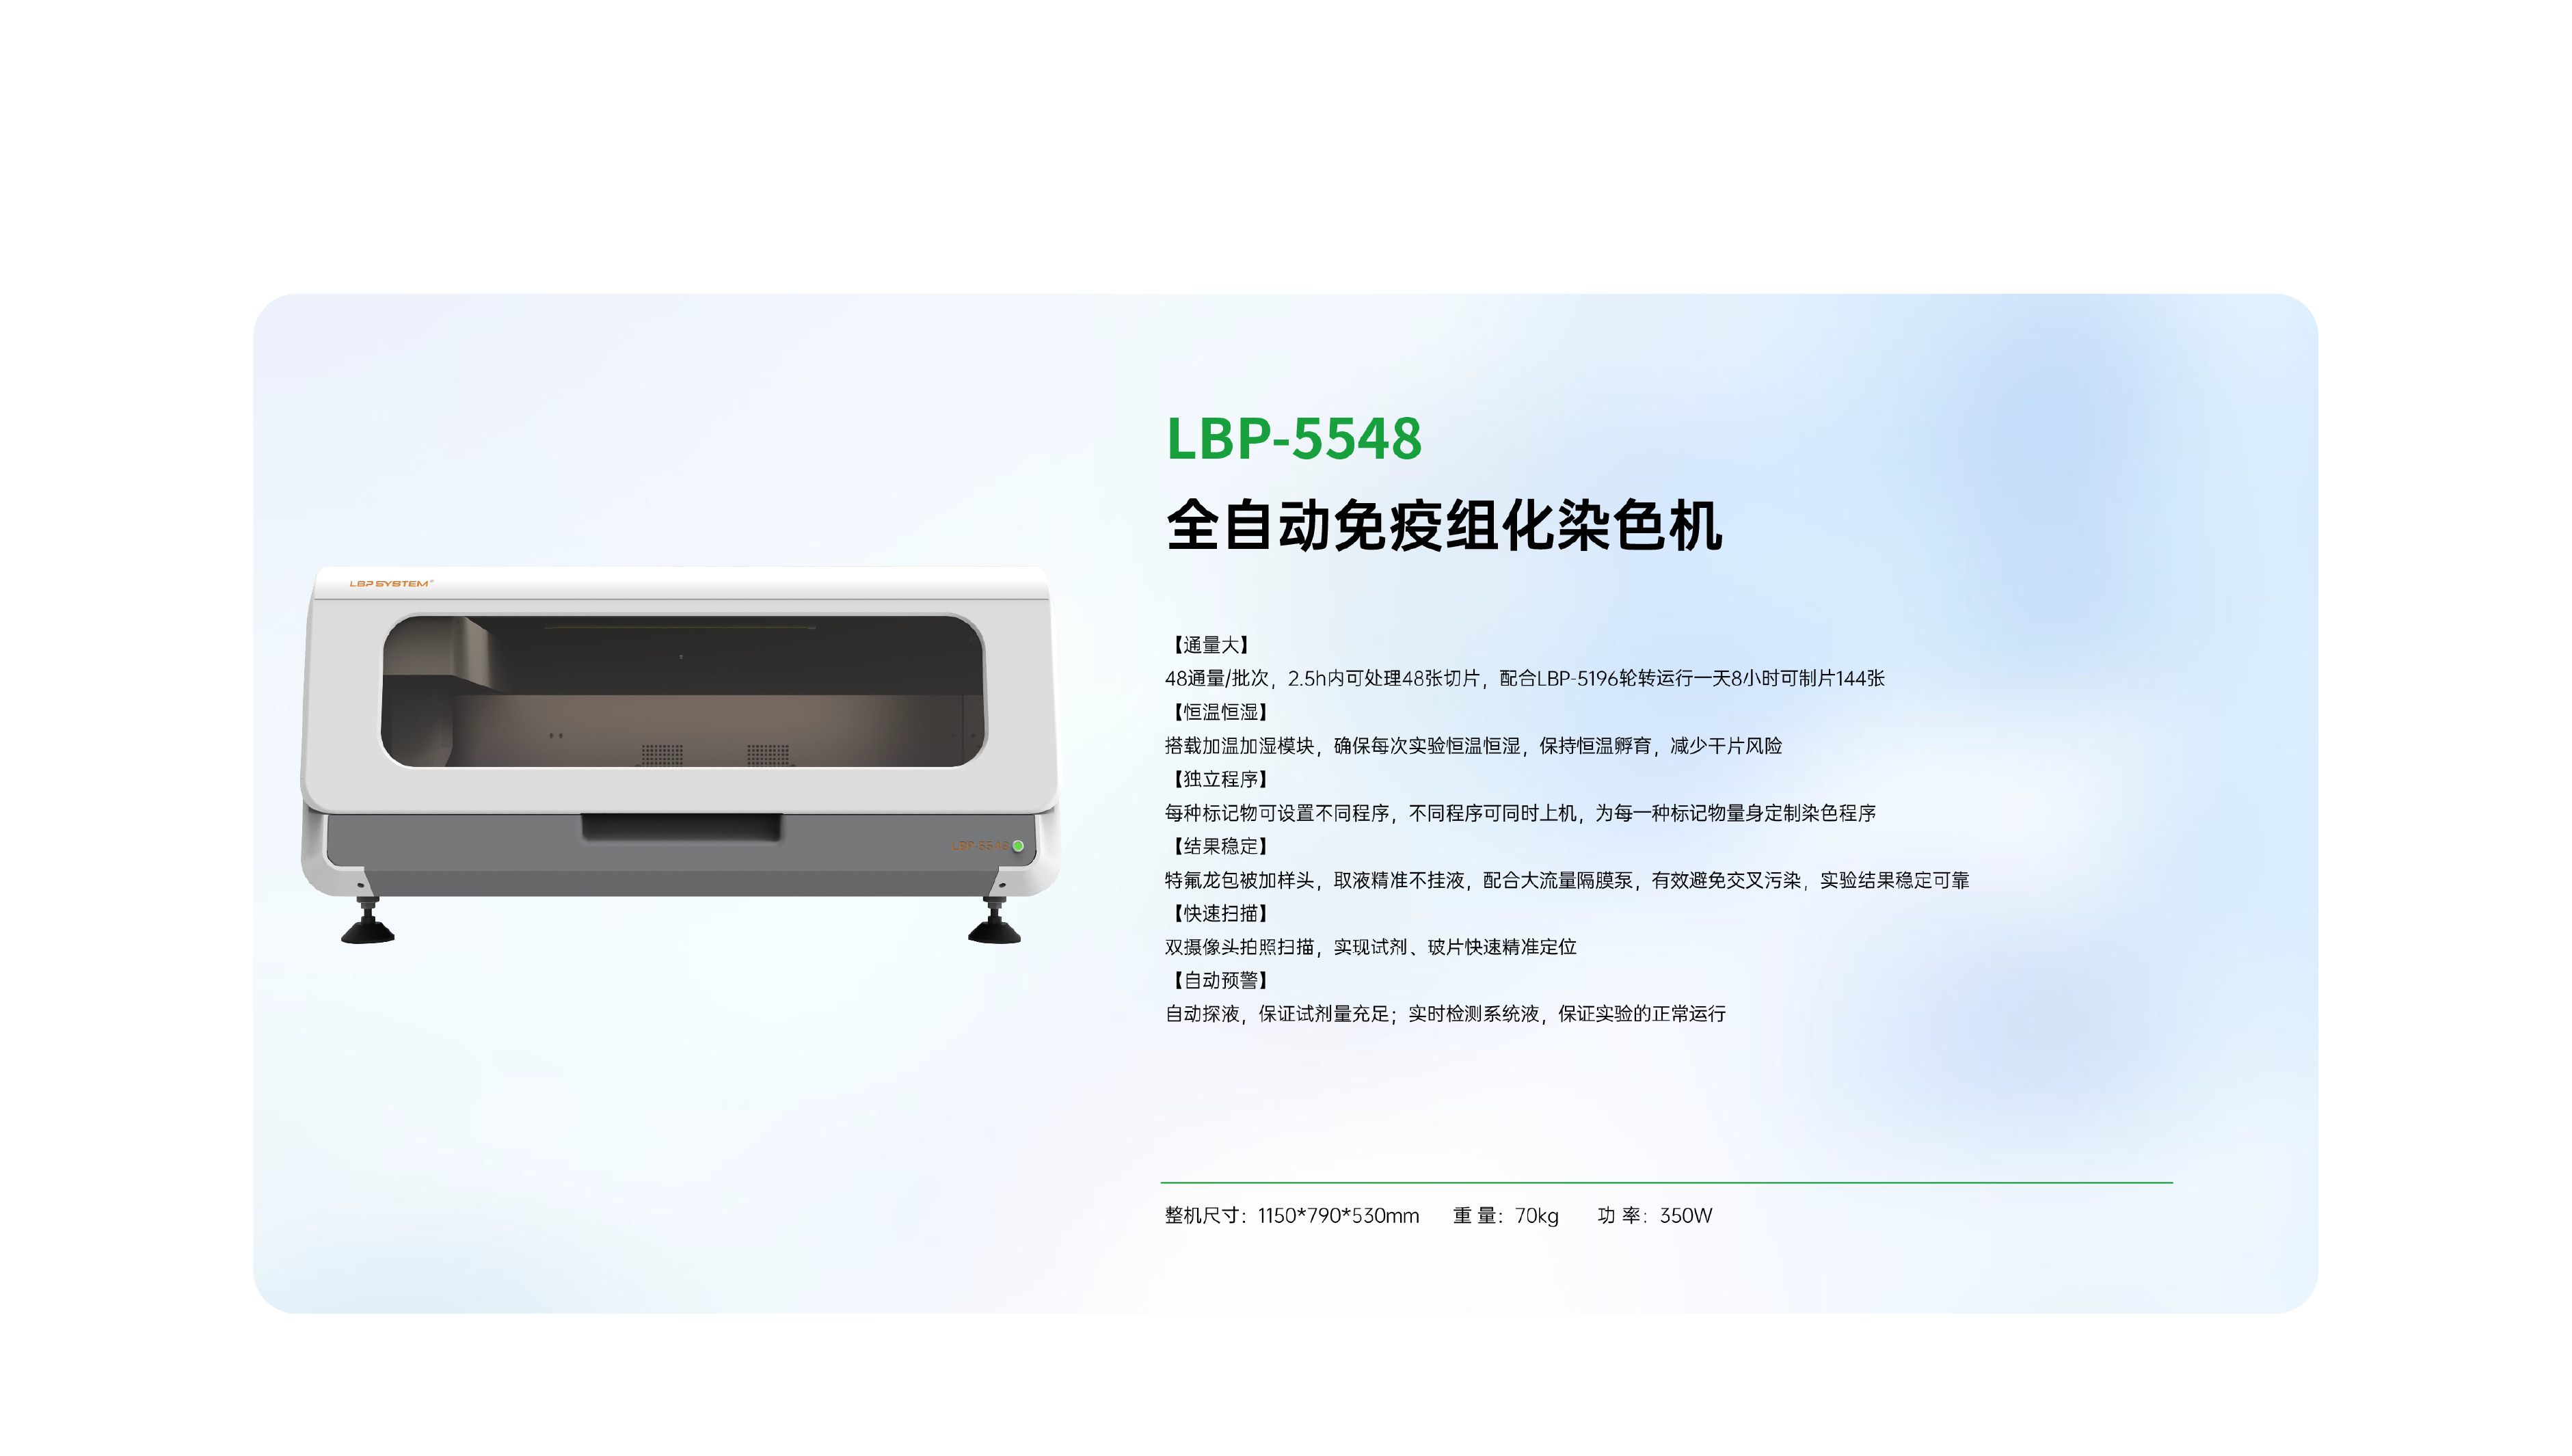 LBP-5548
全自动免疫组化染色机
LBP SYSTEM
【通量大】
48通量/批次，2.5h内可处理48张切片，配合LBP-5196轮转运行一天8小时可制片144张
【恒温恒湿】
搭载加温加湿模块，确保每次实验恒温恒湿，保持恒温孵育，减少干片风险
【独立程序】
每种标记物可设置不同程序，不同程序可同时上机，为每一种标记物量身定制染色程序
【结果稳定】
特氟龙包被加样头，取液精准不挂液，配合大流量隔膜泵，有效避免交叉污染，实验结果稳定可靠
【快速扫描】
双摄像头拍照扫描，实现试剂、玻片快速精准定位
【自动预警】
自动探液，保证试剂量充足；实时检测系统液，保证实验的正常运行
LBP-5548
整机尺寸：1150*790*530mm 重 量：70kg 功 率：350W